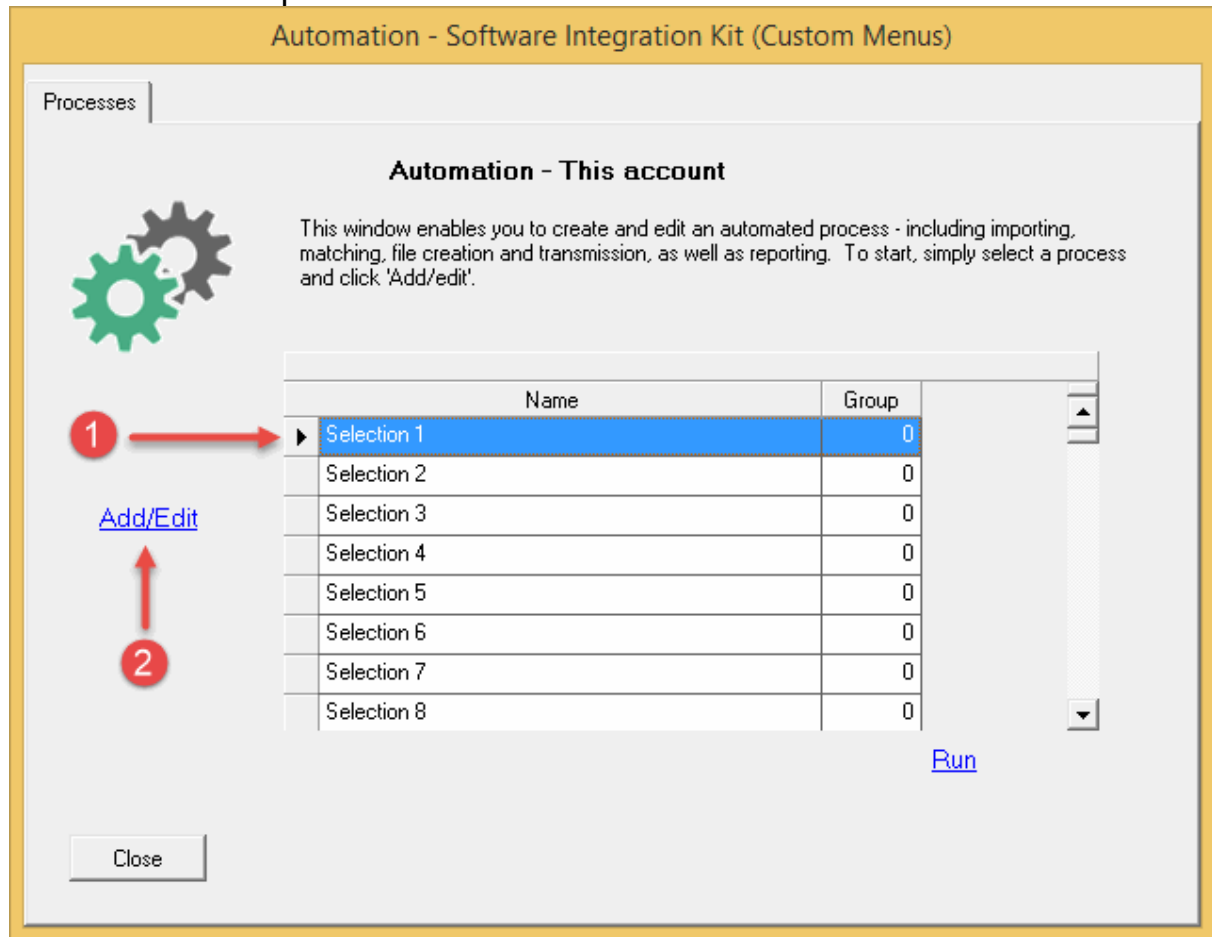 Automation - Software Integration Kit (Custom Menus)
Processes
Automation - This account
This window enables you to create and edit an automated process - including importing,
matching, file creation and transmission, as well as reporting. To start, simply select a process
and click 'Add/edit'.
Name Group
1
Selection 1 0
Selection 2 0
Add/Edit
Selection 3 0
Selection 4 0
Selection 5 0
Selection 6 0
2
Selection 7 0
Selection 8 0
Run
Close